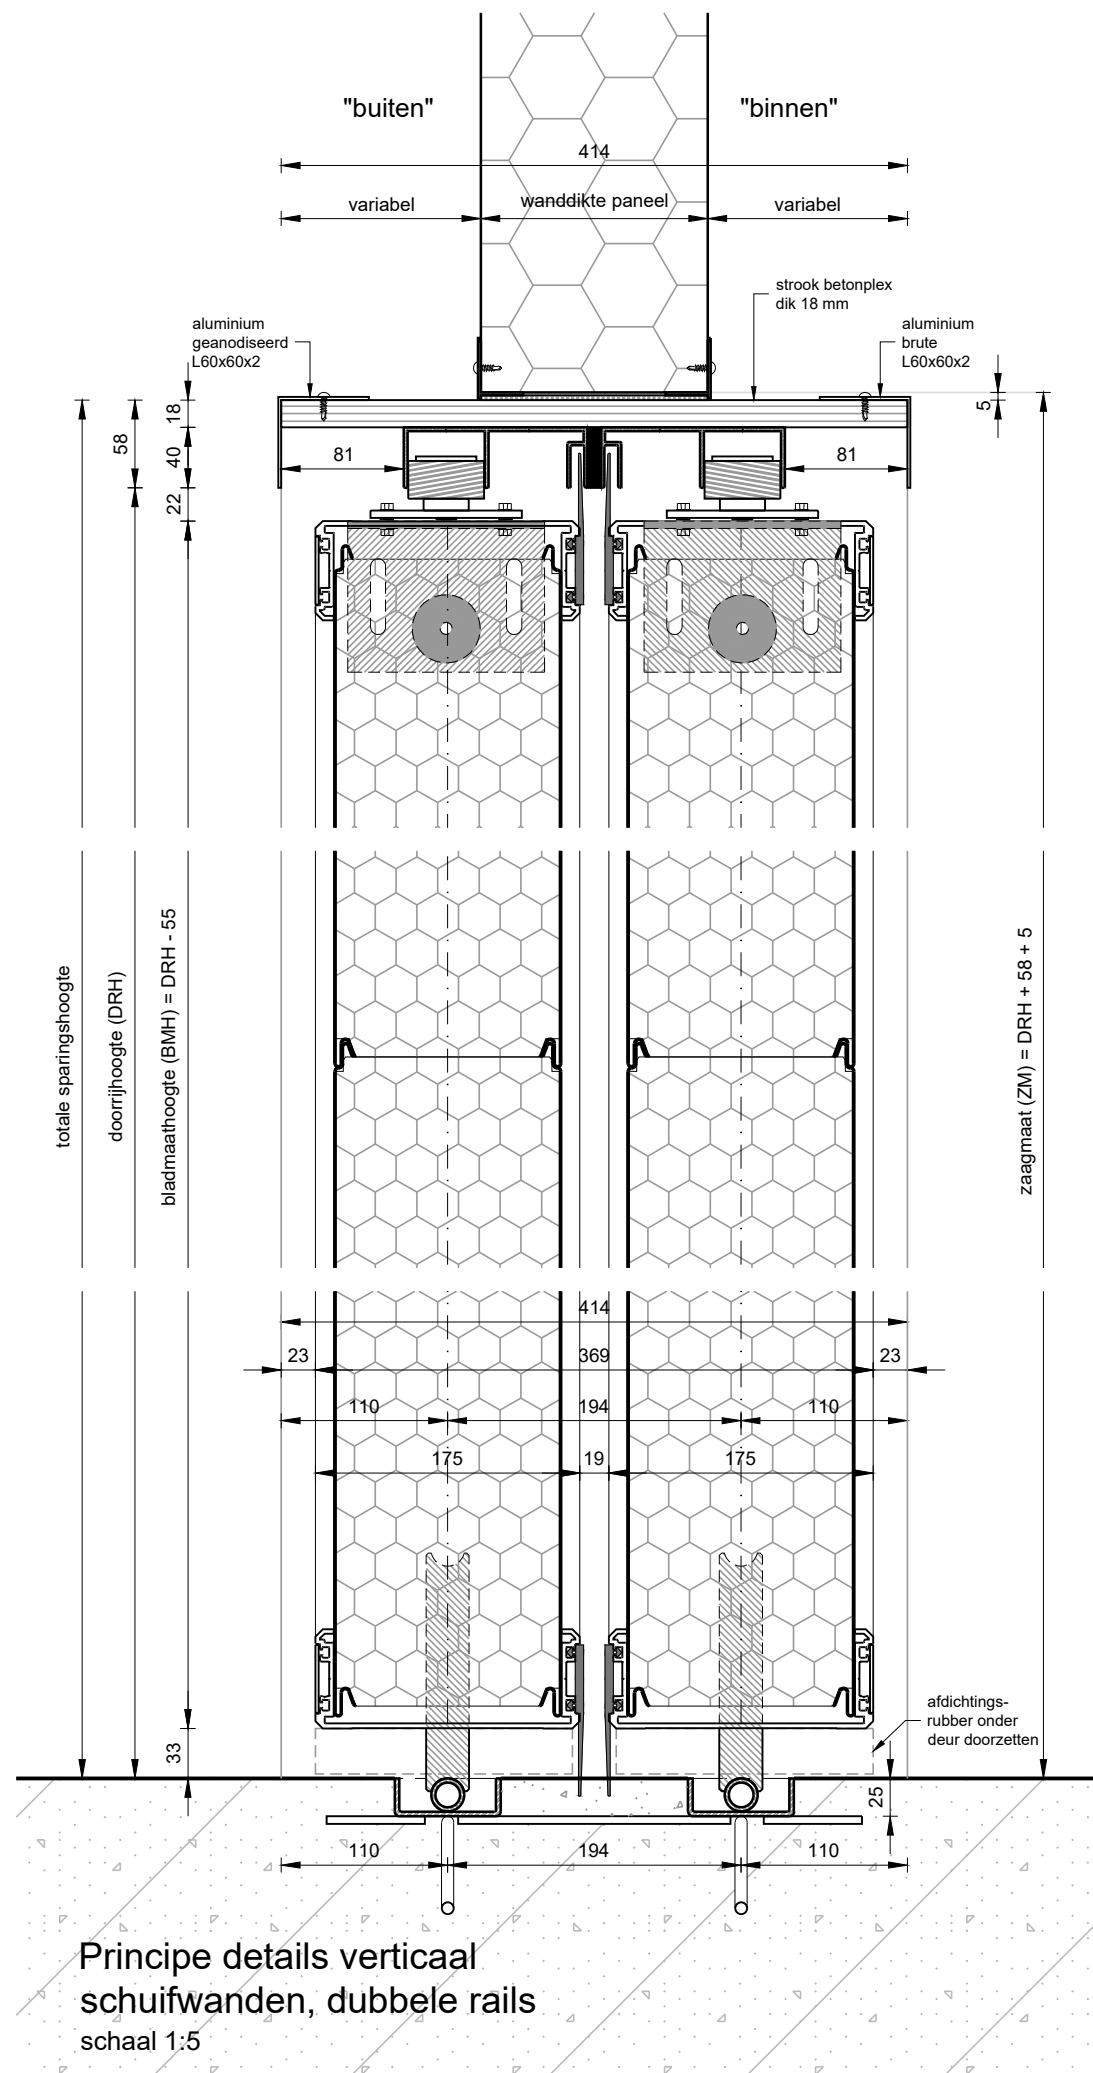 "buiten"
"binnen"
414
variabel
wanddikte paneel
variabel
strook betonplex
dik 18 mm
aluminium
geanodiseerd
L60x60x2
aluminium
brute
L60x60x2
18
5
58
40
81
81
22
totale sparingshoogte
doorrijhoogte (DRH)
bladmaathoogte (BMH) = DRH - 55
zaagmaat (ZM) = DRH + 58 + 5
414
23
369
23
110
194
110
175
19
175
afdichtings-
rubber onder
deur doorzetten
33
25
110
194
110
Principe details verticaal
schuifwanden, dubbele rails
schaal 1:5